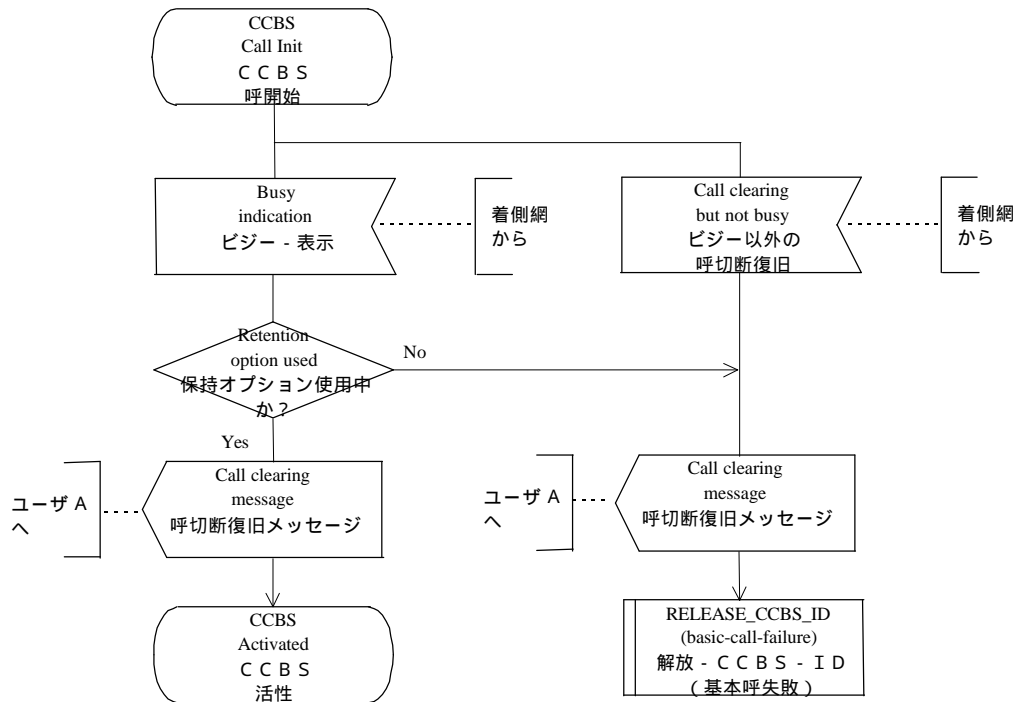 CCBS
Call Init
ＣＣＢＳ
呼開始
Busy
indication
ビジー - 表示
着側網
から
Call clearing
but not busy
ビジー以外の
呼切断復旧
着側網
から
Retention
option used
保持オプション使用中
か？
No
Yes
ユーザＡ
へ
Call clearing
message
呼切断復旧メッセージ
ユーザＡ
へ
Call clearing
message
呼切断復旧メッセージ
CCBS
Activated
ＣＣＢＳ
活性
RELEASE_CCBS_ID
(basic-call-failure)
解放 - ＣＣＢＳ - ＩＤ
（基本呼失敗）